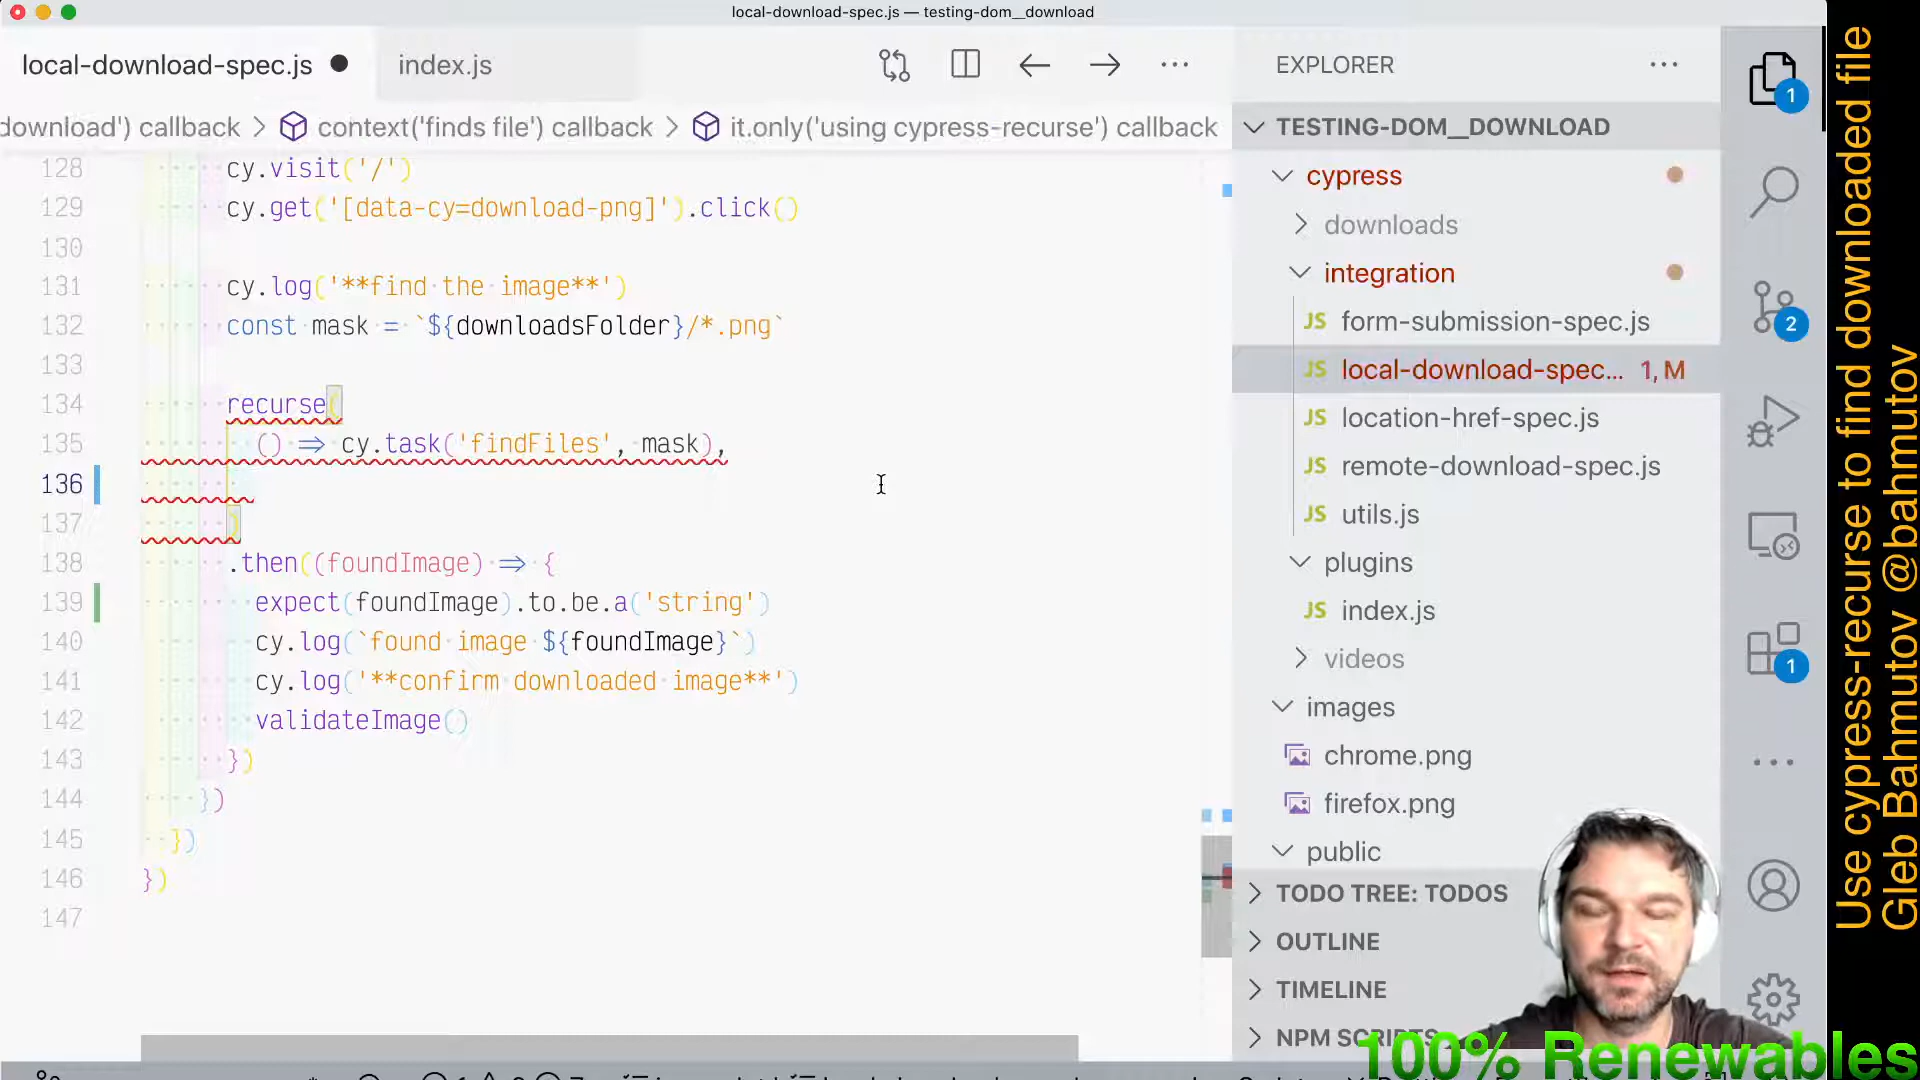 local-download-spec.js — testing-dom__download
local-download-spec.js
index.js
EXPLORER
download') callback > context('finds file') callback > it.only('using cypress-recurse') callback
128 cy.visit('/')
129 cy.get('[data-cy=download-png]').click()
130
131 cy.log('**find the image**')
132 const mask = `${downloadsFolder}/*.png`
133
134 recurse(
135 () => cy.task('findFiles', mask),
136
137 )
138 .then((foundImage) => {
139 expect(foundImage).to.be.a('string')
140 cy.log(`found image ${foundImage}`)
141 cy.log('**confirm downloaded image**')
142 validateImage()
143 })
144 })
145 })
146 })
147
TESTING-DOM__DOWNLOAD
cypress
downloads
integration
JS form-submission-spec.js
JS local-download-spec... 1, M
JS location-href-spec.js
JS remote-download-spec.js
JS utils.js
plugins
JS index.js
videos
images
chrome.png
firefox.png
public
TODO TREE: TODOS
OUTLINE
TIMELINE
NPM SCRIPTS
1
2
1
Use cypress-recurse to find downloaded file
Gleb Bahmutov @bahmutov
100% Renewables